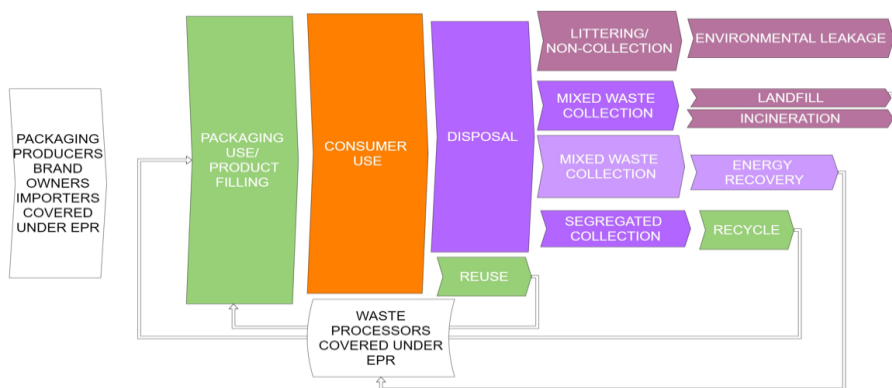 PACKAGING
PRODUCERS
BRAND
OWNERS
IMPORTERS
COVERED
UNDER EPR
PACKAGING
USE/
PRODUCT
FILLING
CONSUMER
USE
DISPOSAL
LITTERING/
NON-COLLECTION
ENVIRONMENTAL LEAKAGE
MIXED WASTE
COLLECTION
LANDFILL
INCINERATION
MIXED WASTE
COLLECTION
ENERGY
RECOVERY
SEGREGATED
COLLECTION
RECYCLE
REUSE
WASTE
PROCESSORS
COVERED UNDER
EPR